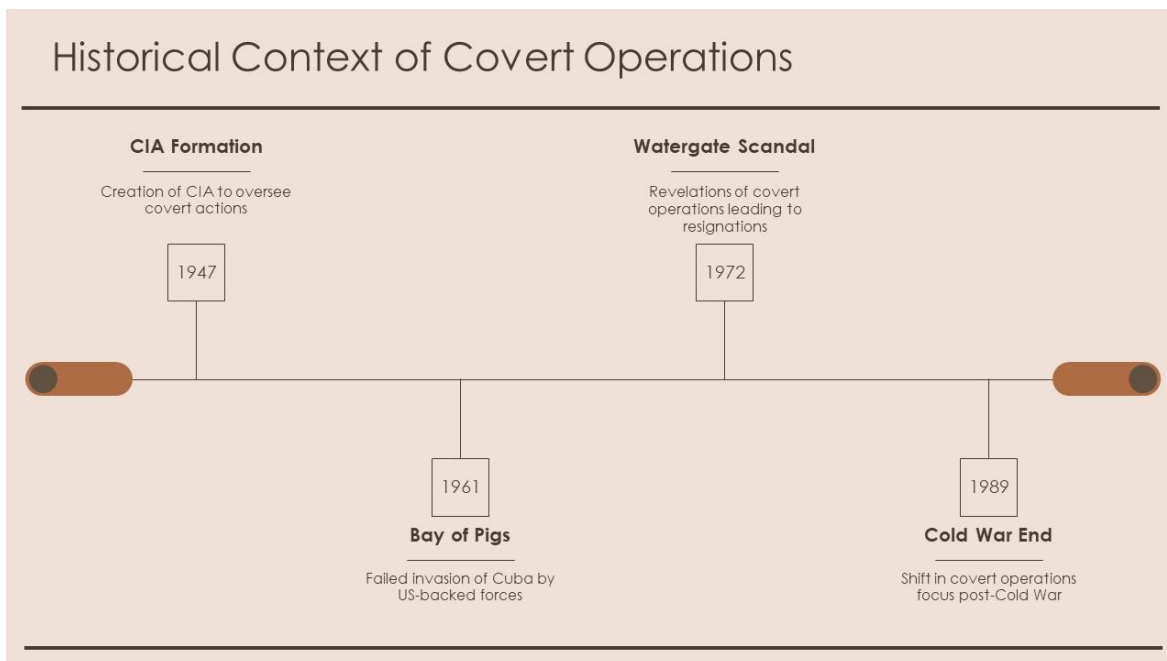 Historical Context of Covert Operations
CIA Formation
Creation of CIA to oversee
covert actions
1947
Watergate Scandal
Revelations of covert
operations leading to
resignations
1972
1961
Bay of Pigs
Failed invasion of Cuba by
US-backed forces
1989
Cold War End
Shift in covert operations
focus post-Cold War